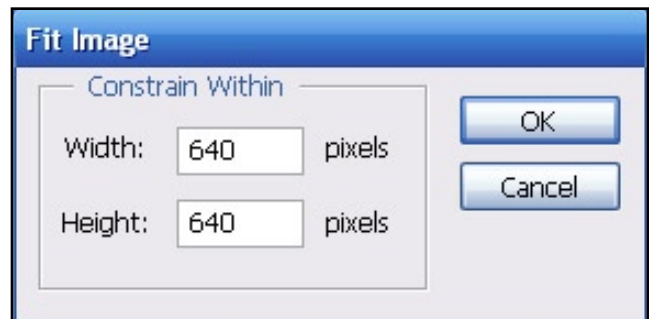 Fit Image
Constrain Within
Width: 640 pixels
Height: 640 pixels
OK
Cancel